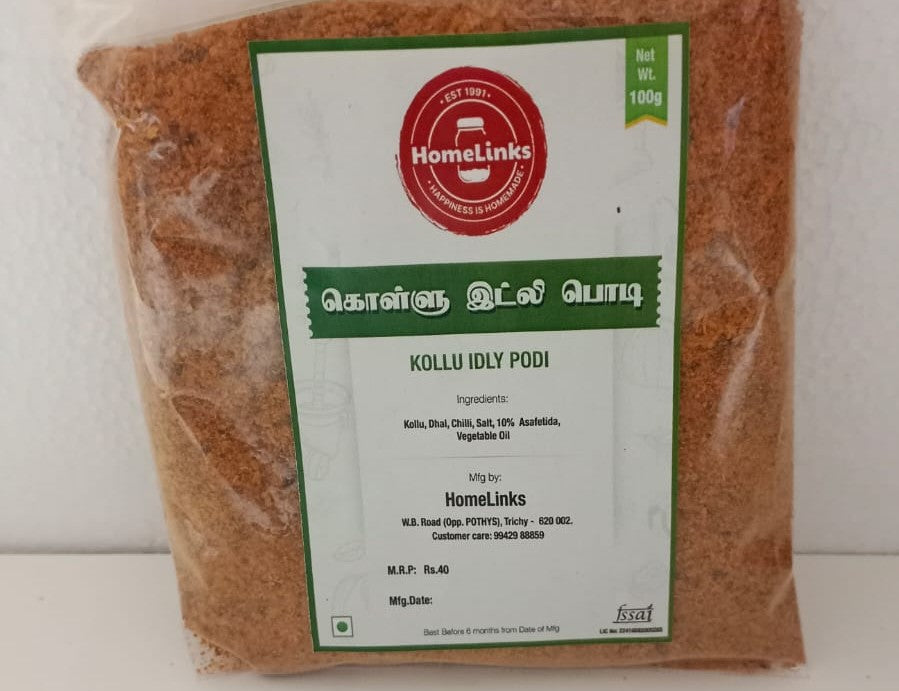 Net
Wt.
100g
• EST 1991 •
HomeLinks
• HAPPINESS IS HOMEMADE •
கொள்ளு இட்லி பொடி
KOLLU IDLY PODI
Ingredients:
Kollu, Dhal, Chilli, Salt, 10% Asafetida,
Vegetable Oil
Mfg by:
HomeLinks
W.B. Road (Opp. POTHYS), Trichy - 620 002.
Customer care: 99429 88859
M.R.P: Rs.40
Mfg.Date:
Best Before 6 months from Date of Mfg
fssai
LIC No.